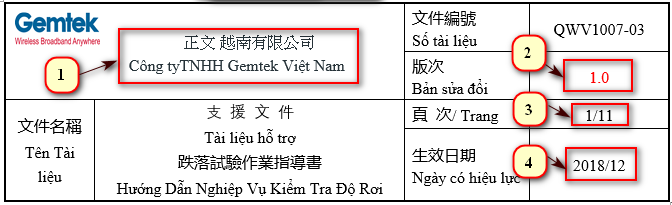 Gemtek
Wireless Broadband Anywhere
正文 越南有限公司
Công tyTNHH Gemtek Việt Nam
1
文件編號
Số tài liệu
QWV1007-03
2
版次
Bản sửa đổi
1.0
3
頁 次/ Trang
1/11
文件名稱
Tên Tài
liệu
支 援 文 件
Tài liệu hỗ trợ
跌落試驗作業指導書
Hướng Dẫn Nghiệp Vụ Kiểm Tra Độ Rơi
4
生效日期
Ngày có hiệu lực
2018/12